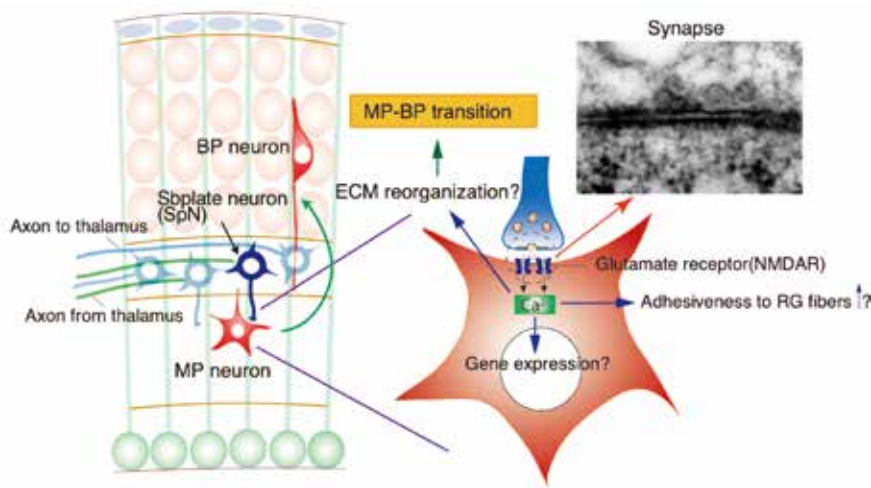 Synapse
MP-BP transition
BP neuron
Sbplate neuron
(SpN)
ECM reorganization?
Axon to thalamus
Glutamate receptor(NMDAR)
Adhesiveness to RG fibers ?
Axon from thalamus
MP neuron
Gene expression?